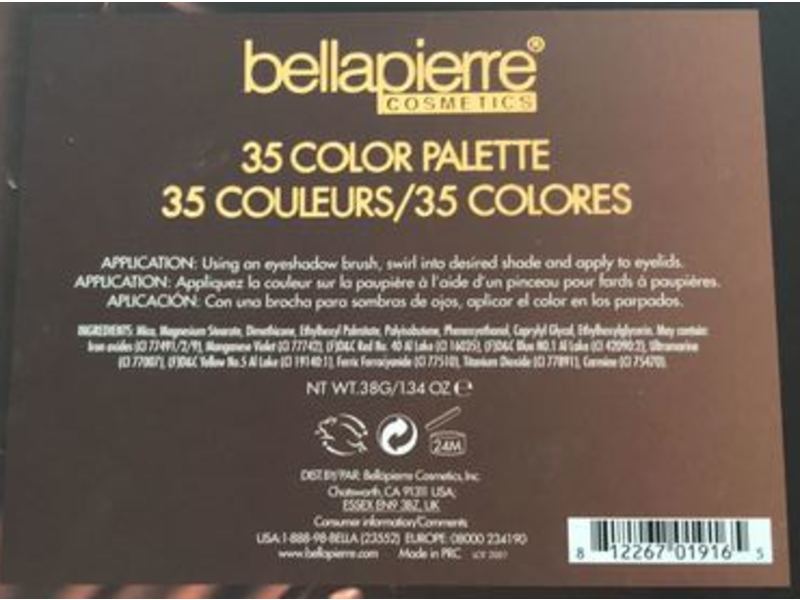 bellapierre®
COSMETICS
35 COLOR PALETTE
35 COULEURS/35 COLORES
APPLICATION: Using an eyeshadow brush, swirl into desired shade and apply to eyelids.
APPLICATION: Appliquez la couleur sur la paupière à l'aide d'un pinceau pour fards à paupières.
APLICACIÓN: Con una brocha para sombras de ojos, aplicar el color en los parpados.
INGREDIENTS: Mica, Magnesium Stearate, Dimethicone, Ethylhexyl Palmitate, Polyisobutene, Phenoxyethanol, Caprylyl Glycol, Ethylhexylglycerin. May contain:
Iron oxides (CI 77491/2/9), Manganese Violet (CI 77742), (F)D&C Red No. 40 Al Lake (CI 16035), (F)D&C Blue NO.1 Al Lake (CI 42090:2), Ultramarine
(CI 77007), (F)D&C Yellow No.5 Al Lake (CI 19140:1), Ferric Ferrocyanide (CI 77510), Titanium Dioxide (CI 77891), Carmine (CI 75470).
NT WT.38G/1.34 OZ ℮
24M
DIST.BY/PAR: Bellápierre Cosmetics, Inc.
Chatsworth, CA 91311 USA;
ESSEX EN9 3BZ, UK
Consumer information/Comments
USA:1-888-98-BELLA (23552) EUROPE: 08000 234190
www.bellapierre.com Made in PRC
8 12267 01916 5